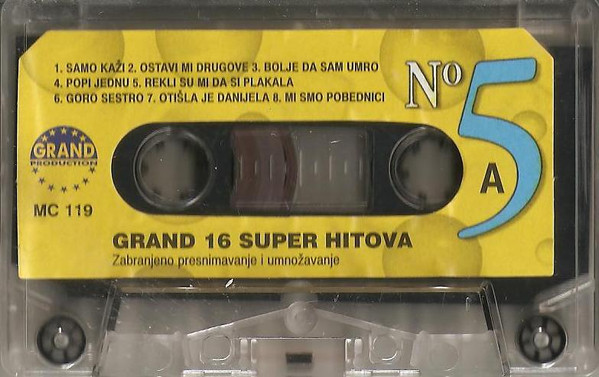 1. SAMO KAŽI 2. OSTAVI MI DRUGOVE 3. BOLJE DA SAM UMRO
4. POPI JEDNU 5. REKLI SU MI DA SI PLAKALA
6. GORO SESTRO 7. OTIŠLA JE DANIJELA 8. MI SMO POBEDNICI
No 5
GRAND
PRODUCTION
A
MC 119
GRAND 16 SUPER HITOVA
Zabranjeno presnimavanje i umnožavanje